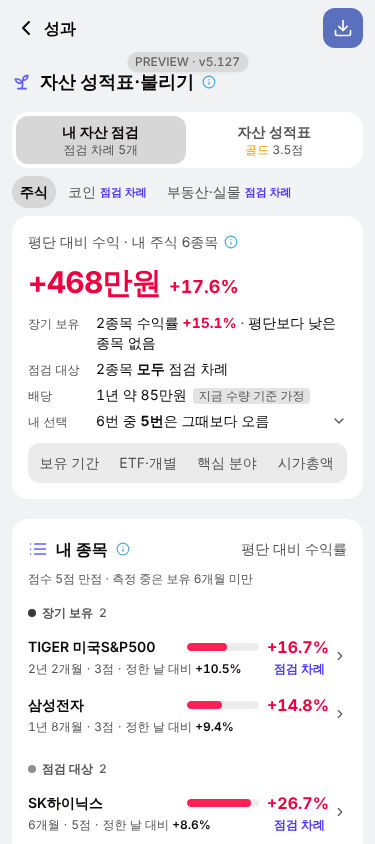 성과
PREVIEW · v5.127
자산 성적표·불리기
내 자산 점검
점검 차례 5개
자산 성적표
골드 3.5점
주식
코인 점검 차례
부동산·실물 점검 차례
평단 대비 수익 · 내 주식 6종목
+468만원 +17.6%
장기 보유 2종목 수익률 +15.1% · 평단보다 낮은
종목 없음
점검 대상 2종목 모두 점검 차례
배당 1년 약 85만원 지금 수량 기준 가정
내 선택 6번 중 5번은 그때보다 오름
보유 기간 ETF·개별 핵심 분야 시가총액
내 종목 평단 대비 수익률
점수 5점 만점 · 측정 중은 보유 6개월 미만
장기 보유 2
TIGER 미국S&P500 +16.7%
2년 2개월 · 3점 · 정한 날 대비 +10.5% 점검 차례
삼성전자 +14.8%
1년 8개월 · 3점 · 정한 날 대비 +9.4%
점검 대상 2
SK하이닉스 +26.7%
6개월 · 5점 · 정한 날 대비 +8.6% 점검 차례